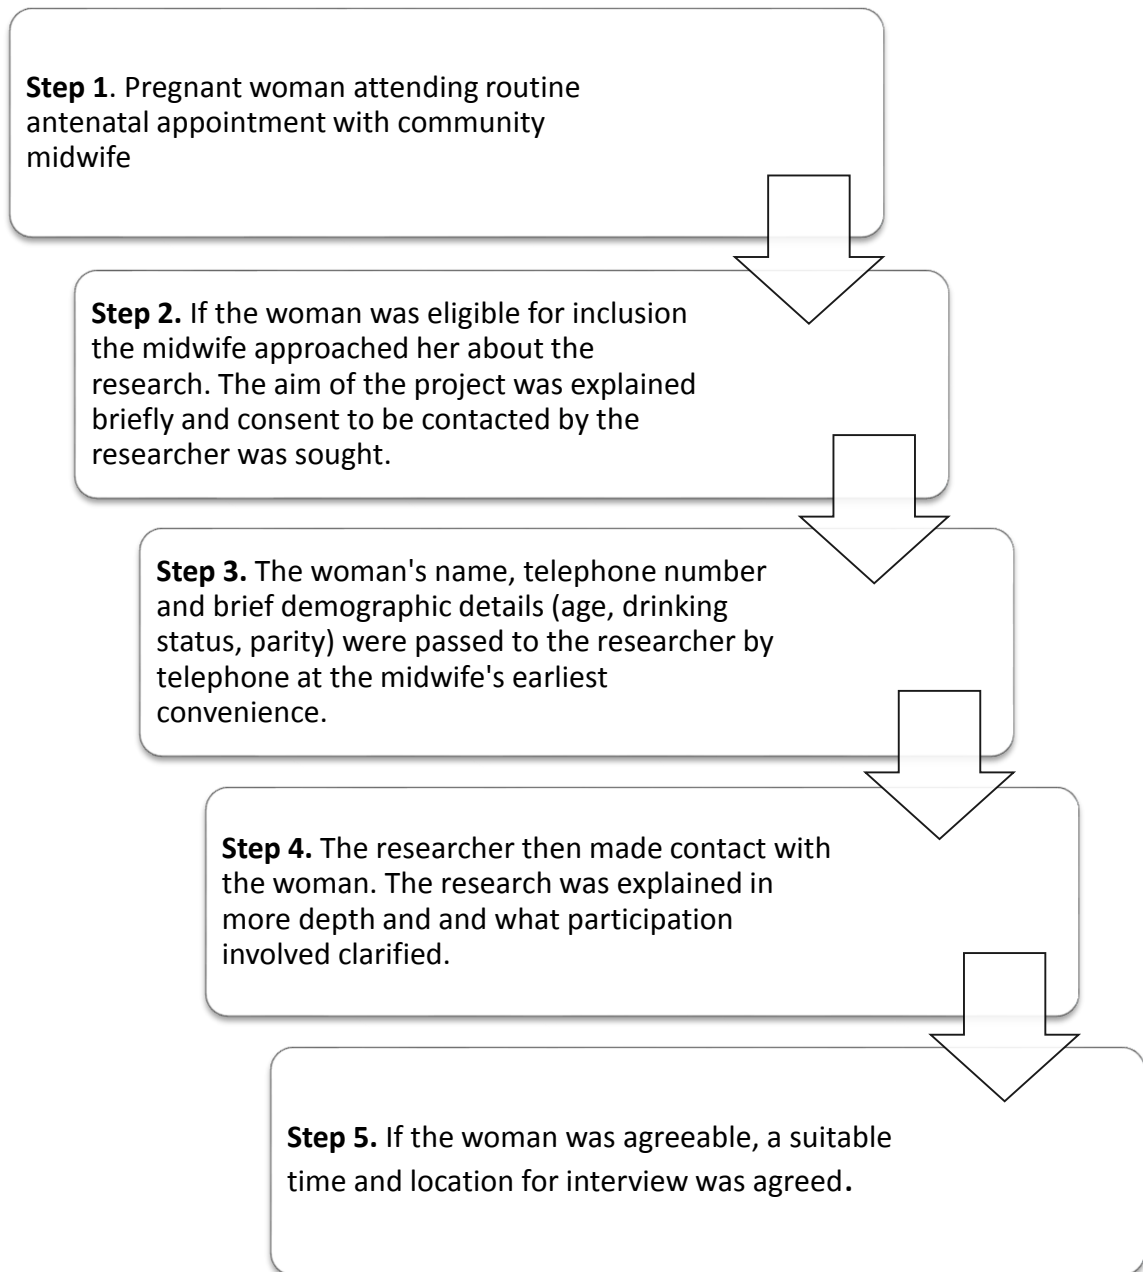 Step 1. Pregnant woman attending routine
antenatal appointment with community
midwife
Step 2. If the woman was eligible for inclusion
the midwife approached her about the
research. The aim of the project was explained
briefly and consent to be contacted by the
researcher was sought.
Step 3. The woman's name, telephone number
and brief demographic details (age, drinking
status, parity) were passed to the researcher by
telephone at the midwife's earliest
convenience.
Step 4. The researcher then made contact with
the woman. The research was explained in
more depth and and what participation
involved clarified.
Step 5. If the woman was agreeable, a suitable
time and location for interview was agreed.